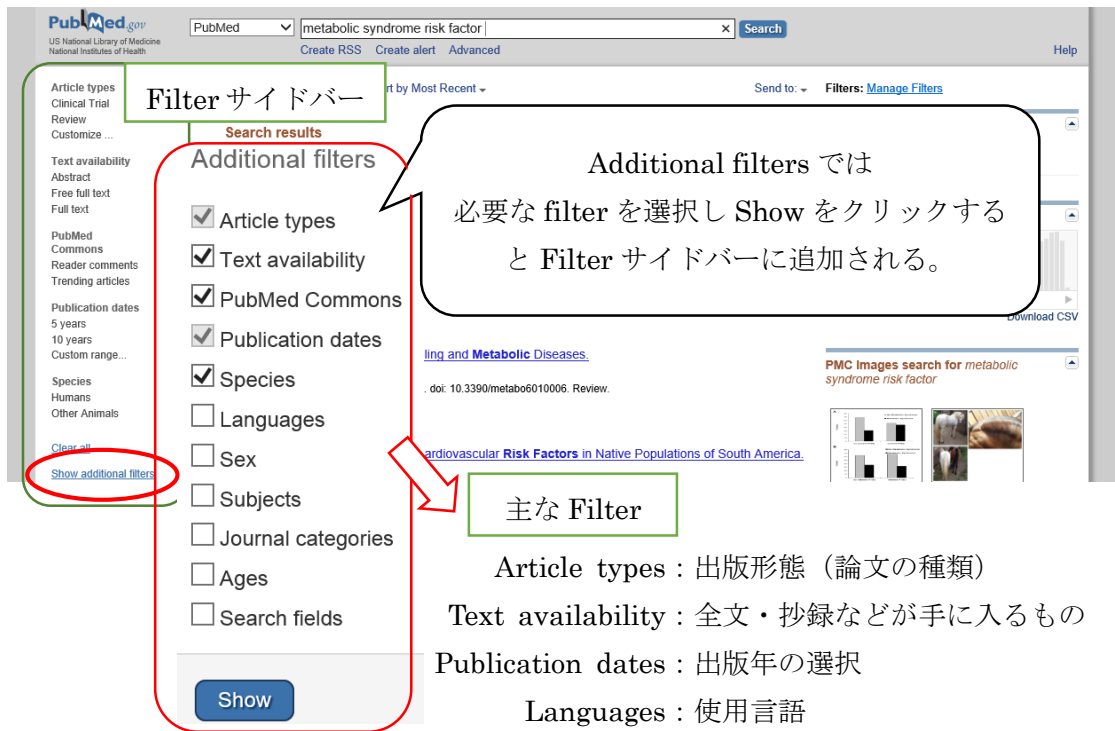 PubMed.gov
US National Library of Medicine
National Institutes of Health
PubMed
metabolic syndrome risk factor
Search
Create RSS Create alert Advanced
Help
Article types
Clinical Trial
Review
Customize ...
Text availability
Abstract
Free full text
Full text
PubMed
Commons
Reader comments
Trending articles
Publication dates
5 years
10 years
Custom range...
Species
Humans
Other Animals
Clear all
Show additional filters
Filter サイドバー
rt by Most Recent
Send to:
Filters: Manage Filters
Search results
Additional filters
Article types
Text availability
PubMed Commons
Publication dates
Species
Languages
Sex
Subjects
Journal categories
Ages
Search fields
Show
Additional filters では
必要な filter を選択し Show をクリックする
と Filter サイドバーに追加される。
Download CSV
ling and Metabolic Diseases.
. doi: 10.3390/metabo6010006. Review.
ardiovascular Risk Factors in Native Populations of South America.
PMC Images search for metabolic
syndrome risk factor
主な Filter
Article types：出版形態（論文の種類）
Text availability：全文・抄録などが手に入るもの
Publication dates：出版年の選択
Languages：使用言語